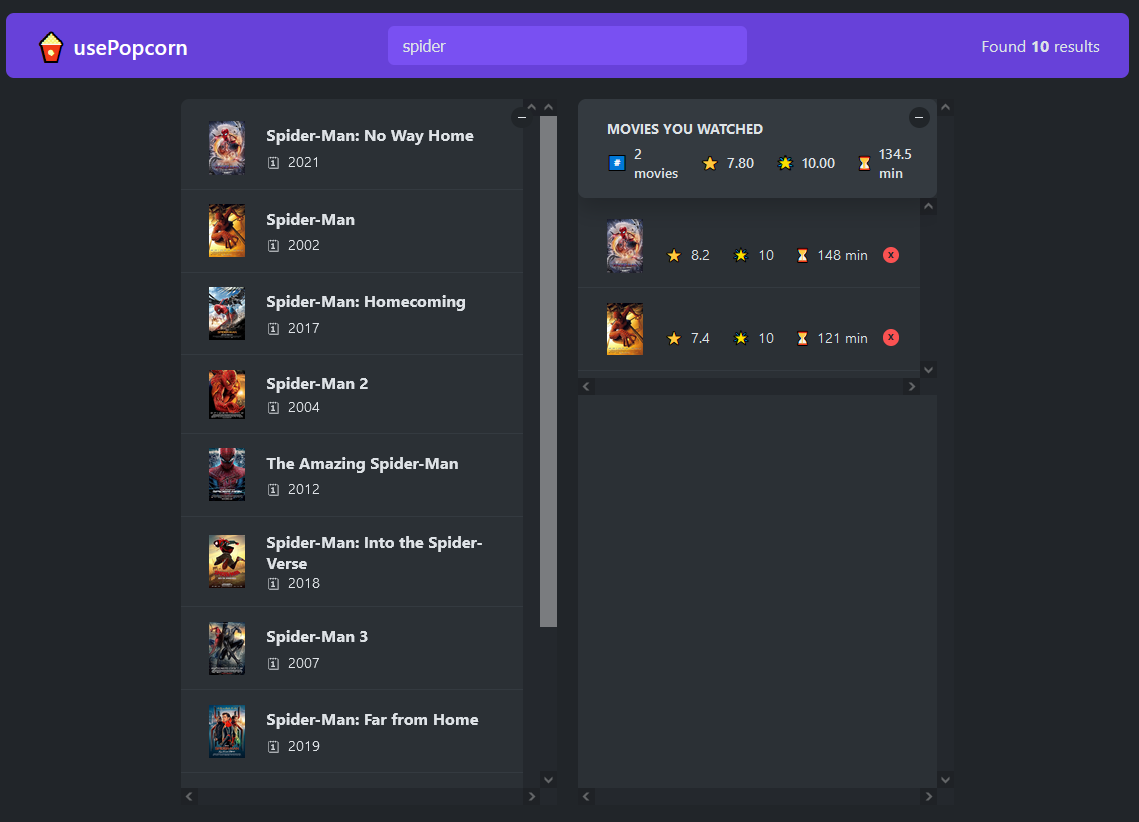 usePopcorn
spider
Found 10 results
Spider-Man: No Way Home
2021
Spider-Man
2002
Spider-Man: Homecoming
2017
Spider-Man 2
2004
The Amazing Spider-Man
2012
Spider-Man: Into the Spider-
Verse
2018
Spider-Man 3
2007
Spider-Man: Far from Home
2019
MOVIES YOU WATCHED
# 2 movies 7.80 10.00 134.5 min
8.2 10 148 min X
7.4 10 121 min X